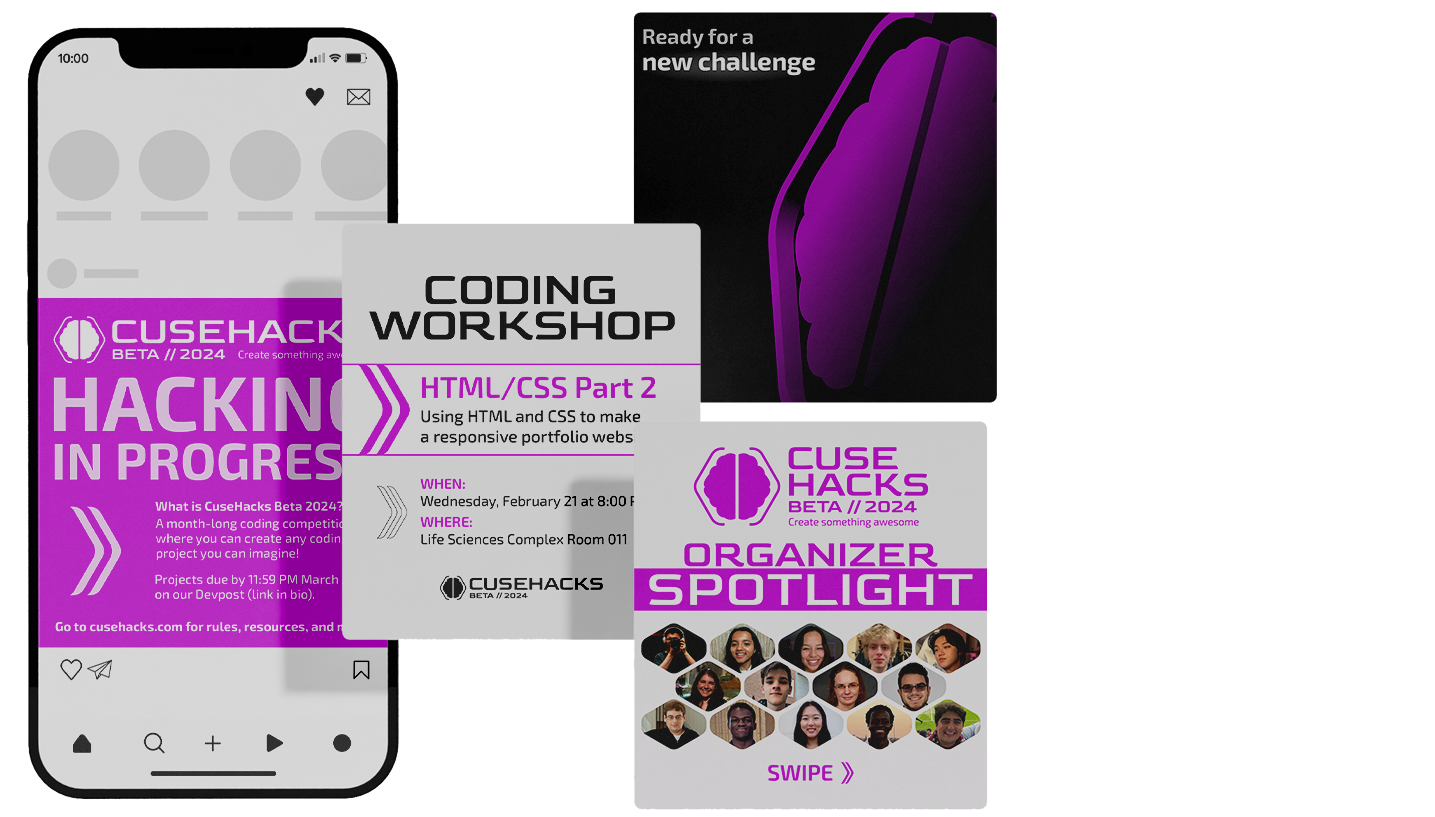 10:00
CUSEHACK
BETA // 2024 Create something awe
HACKING
IN PROGRES
What is CuseHacks Beta 2024?
A month-long coding competitio
where you can create any codin
project you can imagine!
Projects due by 11:59 PM March
on our Devpost (link in bio).
Go to cusehacks.com for rules, resources, and m
CODING
WORKSHOP
HTML/CSS Part 2
Using HTML and CSS to make
a responsive portfolio webs
WHEN:
Wednesday, February 21 at 8:00 P
WHERE:
Life Sciences Complex Room 011
CUSEHACKS
BETA // 2024
Ready for a
new challenge
CUSE
HACKS
BETA // 2024
Create something awesome
ORGANIZER
SPOTLIGHT
SWIPE